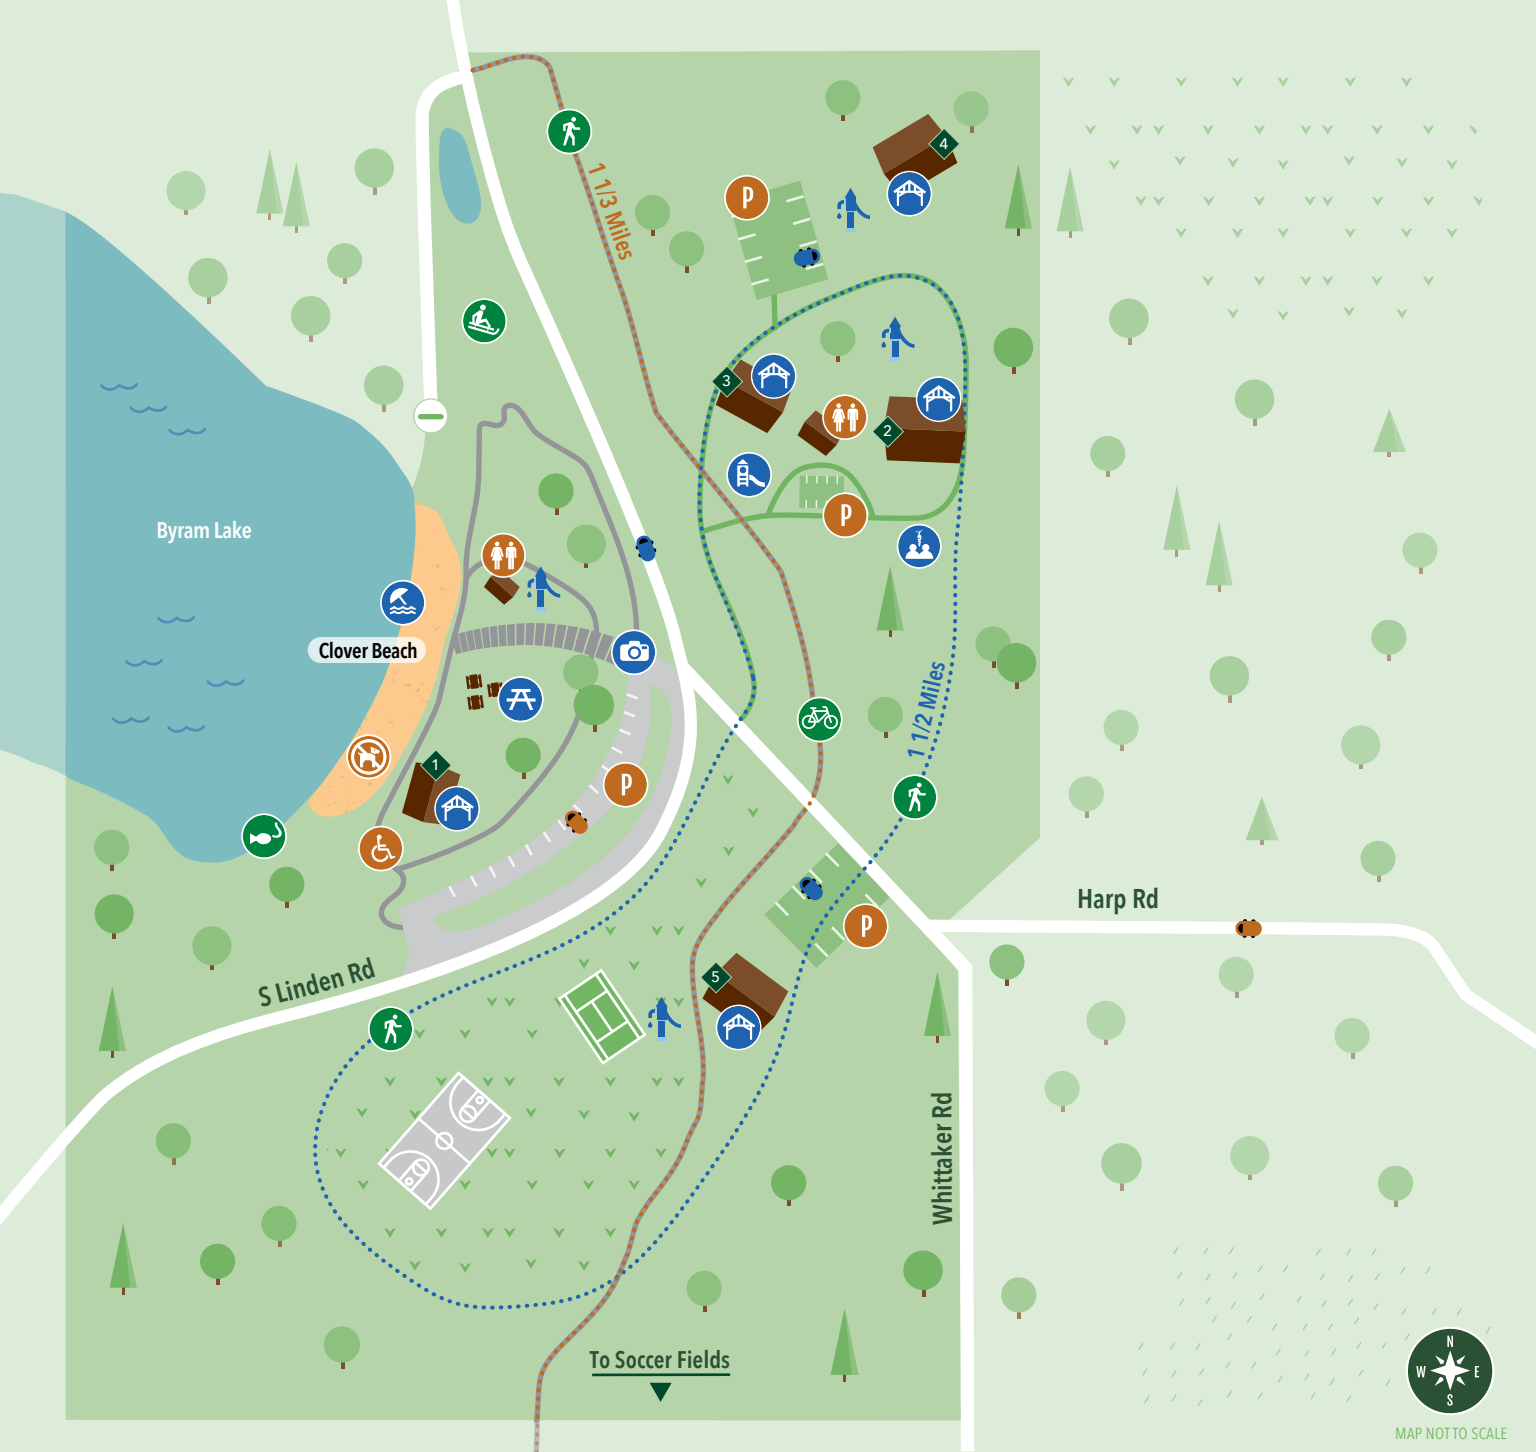 1 1/3 Miles
P
4
3
2
P
Byram Lake
Clover Beach
1 1/2 Miles
1
P
P
Harp Rd
S Linden Rd
5
Whittaker Rd
To Soccer Fields
N
W E
S
MAP NOT TO SCALE